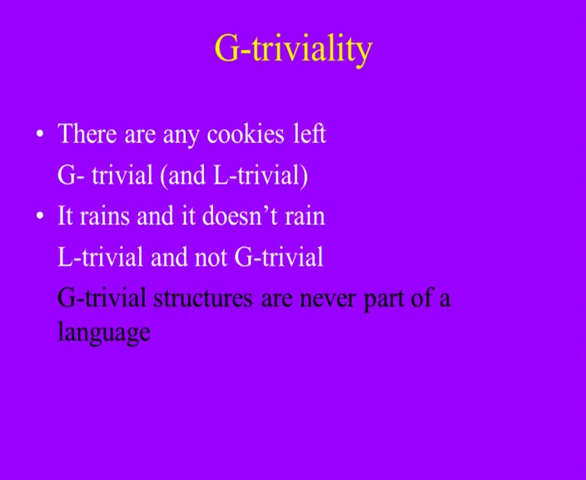 G-triviality
• There are any cookies left
G- trivial (and L-trivial)
• It rains and it doesn’t rain
L-trivial and not G-trivial
G-trivial structures are never part of a
language